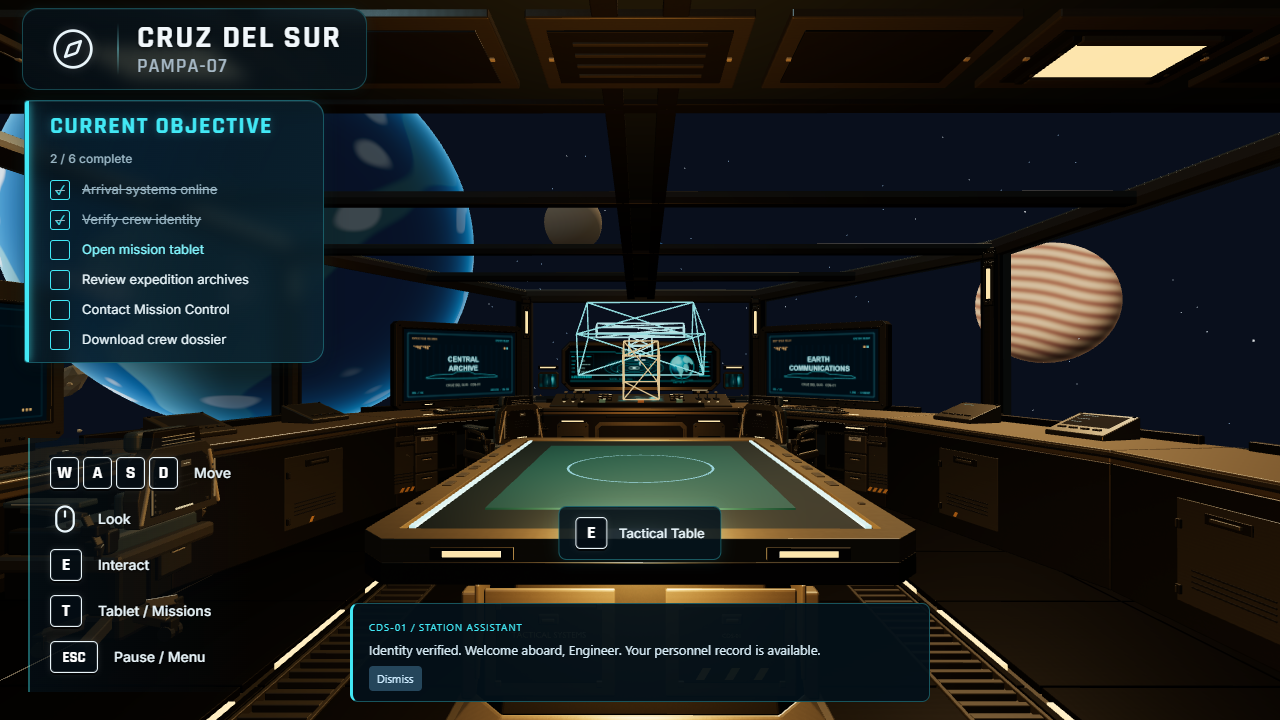 CRUZ DEL SUR
PAMPA-07
CURRENT OBJECTIVE
2 / 6 complete
Arrival systems online
Verify crew identity
Open mission tablet
Review expedition archives
Contact Mission Control
Download crew dossier
CENTRAL
ARCHIVE
EARTH
COMMUNICATIONS
W A S D Move
Look
E Interact
T Tablet / Missions
ESC Pause / Menu
E Tactical Table
CDS-01 / STATION ASSISTANT
Identity verified. Welcome aboard, Engineer. Your personnel record is available.
Dismiss